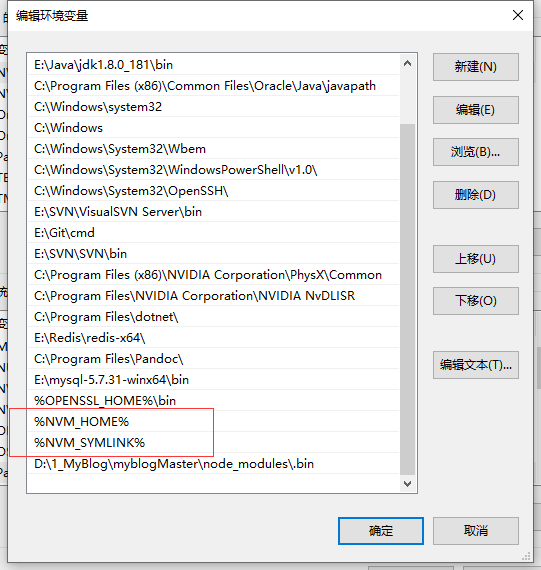 编辑环境变量
E:\Java\jdk1.8.0_181\bin
C:\Program Files (x86)\Common Files\Oracle\Java\javapath
C:\Windows\system32
C:\Windows
C:\Windows\System32\Wbem
C:\Windows\System32\WindowsPowerShell\v1.0\
C:\Windows\System32\OpenSSH\
E:\SVN\VisualSVN Server\bin
E:\Git\cmd
E:\SVN\SVN\bin
C:\Program Files (x86)\NVIDIA Corporation\PhysX\Common
C:\Program Files\NVIDIA Corporation\NVIDIA NvDLISR
C:\Program Files\dotnet\
E:\Redis\redis-x64\
C:\Program Files\Pandoc\
E:\mysql-5.7.31-winx64\bin
%OPENSSL_HOME%\bin
%NVM_HOME%
%NVM_SYMLINK%
D:\1_MyBlog\myblogMaster\node_modules\.bin
新建(N)
编辑(E)
浏览(B)...
删除(D)
上移(U)
下移(O)
编辑文本(T)...
确定
取消